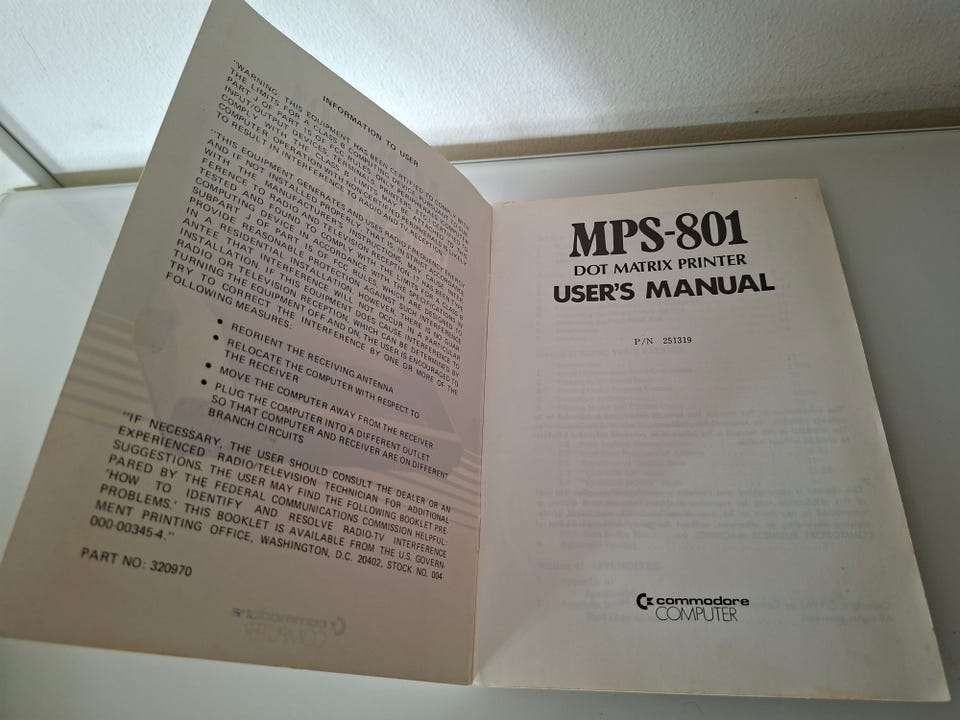 INFORMATION TO USER
"WARNING: THIS EQUIPMENT HAS BEEN CERTIFIED TO COMPLY WITH
THE LIMITS FOR A CLASS B COMPUTING DEVICE, PURSUANT TO SUB-
PART J OF PART 15 OF FCC RULES. ONLY PERIPHERALS (COMPUTER
INPUT/OUTPUT DEVICES, TERMINALS, PRINTERS, ETC.) CERTIFIED TO
COMPLY WITH THE CLASS B LIMITS MAY BE ATTACHED TO THIS
COMPUTER. OPERATION WITH NON-CERTIFIED PERIPHERALS IS LIKELY
TO RESULT IN INTERFERENCE TO RADIO AND TV RECEPTION."
"THIS EQUIPMENT GENERATES AND USES RADIO FREQUENCY ENERGY
AND IF NOT INSTALLED PROPERLY, THAT IS, IN STRICT ACCORDANCE
WITH THE MANUFACTURER'S INSTRUCTIONS, MAY CAUSE INTER-
FERENCE TO RADIO AND TELEVISION RECEPTION. IT HAS BEEN TYPE
TESTED AND FOUND TO COMPLY WITH THE LIMITS FOR A CLASS B
COMPUTING DEVICE IN ACCORDANCE WITH THE SPECIFICATIONS IN
SUBPART J OF PART 15 OF FCC RULES, WHICH ARE DESIGNED TO
PROVIDE REASONABLE PROTECTION AGAINST SUCH INTERFERENCE
IN A RESIDENTIAL INSTALLATION. HOWEVER, THERE IS NO GUAR-
ANTEE THAT INTERFERENCE WILL NOT OCCUR IN A PARTICULAR
INSTALLATION. IF THIS EQUIPMENT DOES CAUSE INTERFERENCE TO
RADIO OR TELEVISION RECEPTION, WHICH CAN BE DETERMINED BY
TURNING THE EQUIPMENT OFF AND ON, THE USER IS ENCOURAGED TO
TRY TO CORRECT THE INTERFERENCE BY ONE OR MORE OF THE
FOLLOWING MEASURES:
• REORIENT THE RECEIVING ANTENNA
• RELOCATE THE COMPUTER WITH RESPECT TO
THE RECEIVER
• MOVE THE COMPUTER AWAY FROM THE RECEIVER
• PLUG THE COMPUTER INTO A DIFFERENT OUTLET
SO THAT COMPUTER AND RECEIVER ARE ON DIFFERENT
BRANCH CIRCUITS
"IF NECESSARY, THE USER SHOULD CONSULT THE DEALER OR AN
EXPERIENCED RADIO/TELEVISION TECHNICIAN FOR ADDITIONAL
SUGGESTIONS. THE USER MAY FIND THE FOLLOWING BOOKLET PRE-
PARED BY THE FEDERAL COMMUNICATIONS COMMISSION HELPFUL:
'HOW TO IDENTIFY AND RESOLVE RADIO-TV INTERFERENCE
PROBLEMS.' THIS BOOKLET IS AVAILABLE FROM THE U.S. GOVERN-
MENT PRINTING OFFICE, WASHINGTON, D.C. 20402, STOCK NO. 004-
000-00345-4."
PART NO: 320970
MPS-801
DOT MATRIX PRINTER
USER'S MANUAL
P/N 251319
commodore
COMPUTER